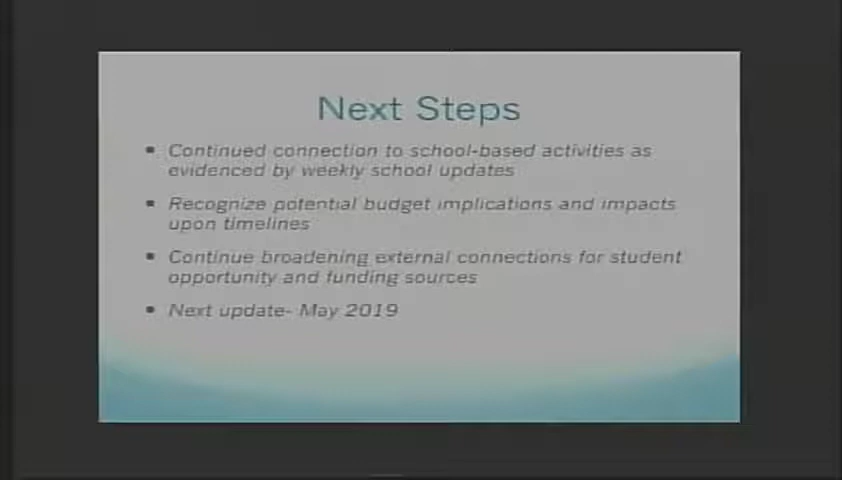 Next Steps
Continued connection to school-based activities as
evidenced by weekly school updates
Recognize potential budget implications and impacts
upon timelines
Continue broadening external connections for student
opportunity and funding sources
Next update- May 2019